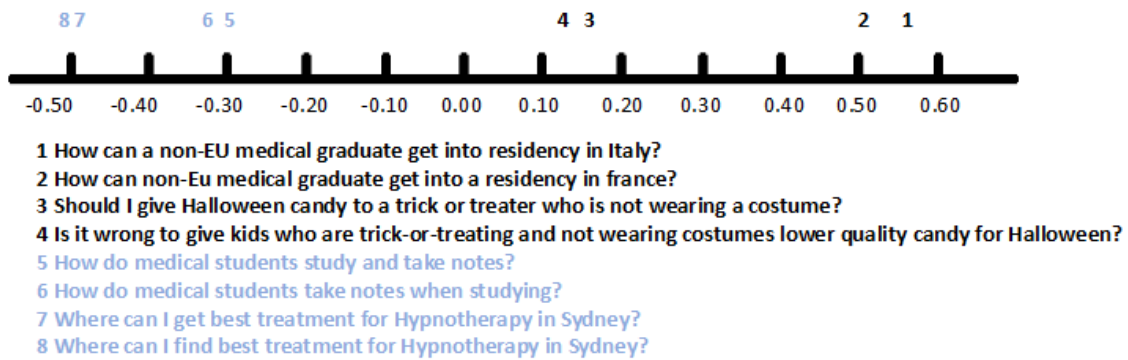 8 7 6 5 4 3 2 1
-0.50 -0.40 -0.30 -0.20 -0.10 0.00 0.10 0.20 0.30 0.40 0.50 0.60
1 How can a non-EU medical graduate get into residency in Italy?
2 How can non-Eu medical graduate get into a residency in france?
3 Should I give Halloween candy to a trick or treater who is not wearing a costume?
4 Is it wrong to give kids who are trick-or-treating and not wearing costumes lower quality candy for Halloween?
5 How do medical students study and take notes?
6 How do medical students take notes when studying?
7 Where can I get best treatment for Hypnotherapy in Sydney?
8 Where can I find best treatment for Hypnotherapy in Sydney?